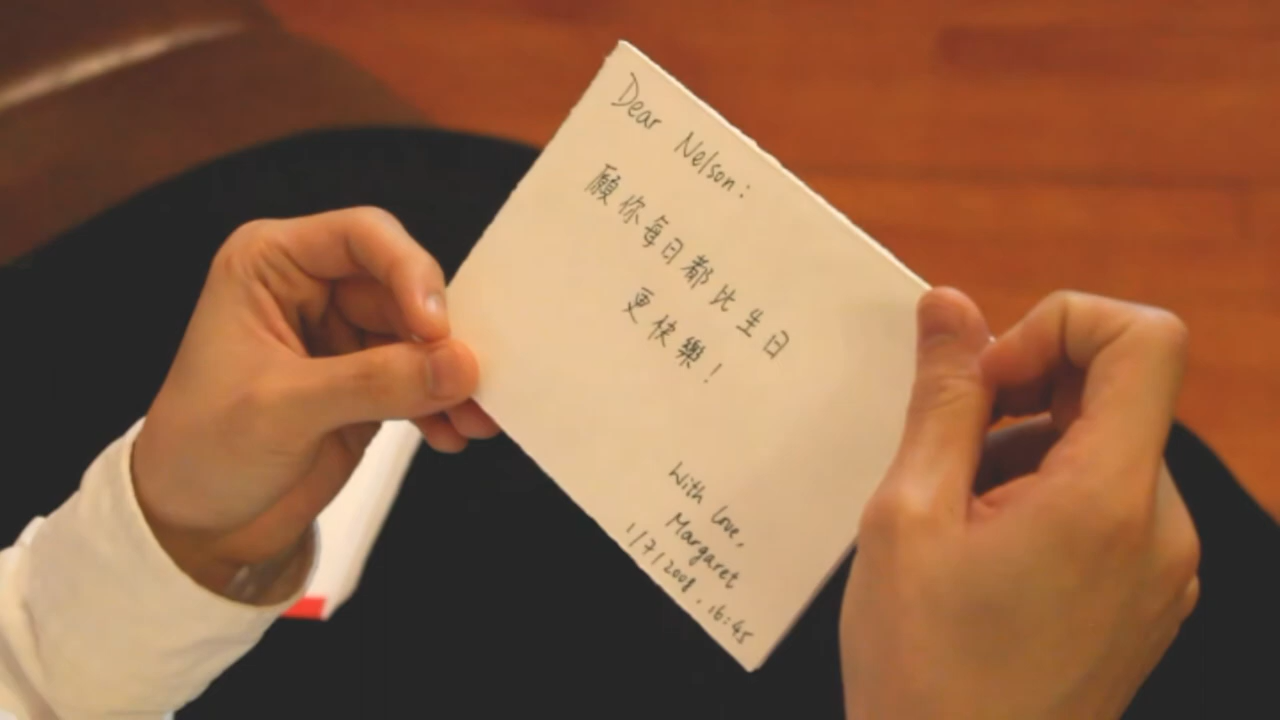 Dear Nelson:
願你每日都比生日
更快樂！
With love,
Margaret
1/7/2008, 16:45